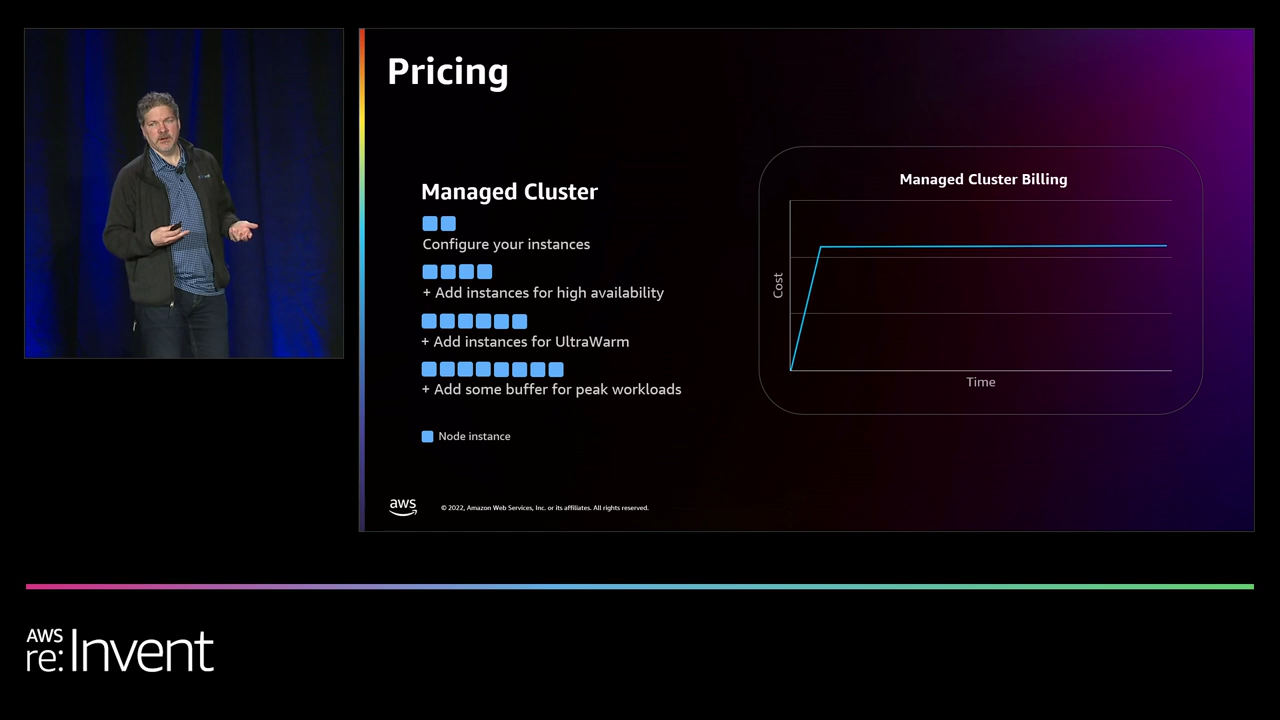 Pricing
Managed Cluster
Configure your instances
+ Add instances for high availability
+ Add instances for UltraWarm
+ Add some buffer for peak workloads
Node instance
Managed Cluster Billing
Cost
Time
aws
© 2022, Amazon Web Services, Inc. or its affiliates. All rights reserved.
AWS
re:Invent